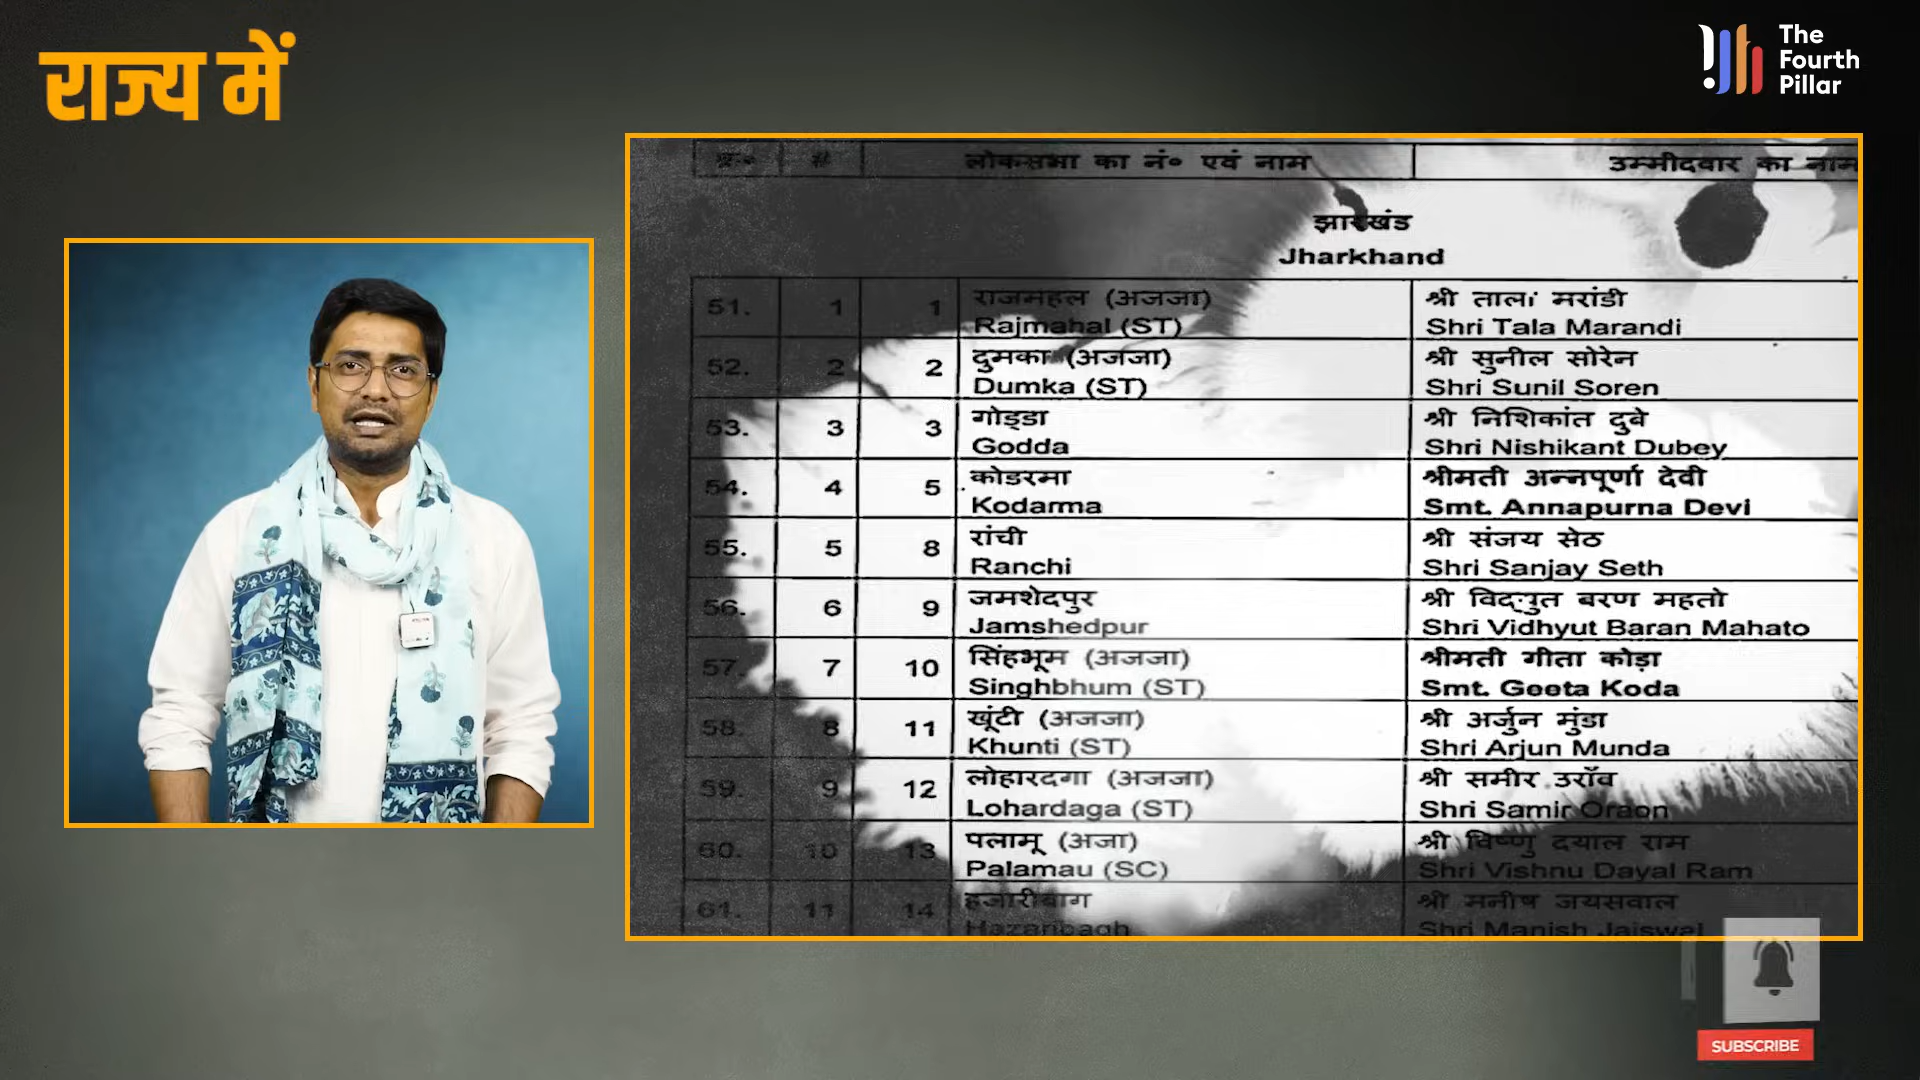 राज्य में
The
Fourth
Pillar
लोकसभा का नं० एवं नाम
उम्मीदवार का नाम
झारखंड
Jharkhand
51. 1 1 राजमहल (अजजा) श्री ताला मरांडी
Rajmahal (ST) Shri Tala Marandi
52. 2 2 दुमका (अजजा) श्री सुनील सोरेन
Dumka (ST) Shri Sunil Soren
53. 3 3 गोड्डा श्री निशिकांत दुबे
Godda Shri Nishikant Dubey
54. 4 5 कोडरमा श्रीमती अन्नपूर्णा देवी
Kodarma Smt. Annapurna Devi
55. 5 8 रांची श्री संजय सेठ
Ranchi Shri Sanjay Seth
56. 6 9 जमशेदपुर श्री विद्युत बरण महतो
Jamshedpur Shri Vidhyut Baran Mahato
57. 7 10 सिंहभूम (अजजा) श्रीमती गीता कोड़ा
Singhbhum (ST) Smt. Geeta Koda
58. 8 11 खूंटी (अजजा) श्री अर्जुन मुंडा
Khunti (ST) Shri Arjun Munda
59. 9 12 लोहारदगा (अजजा) श्री समीर उराँव
Lohardaga (ST) Shri Samir Oraon
60. 10 13 पलामू (अजा) श्री विष्णु दयाल राम
Palamau (SC) Shri Vishnu Dayal Ram
61. 11 14 हजारीबाग श्री मनीष जयसवाल
Hazaribagh Shri Manish Jaiswal
SUBSCRIBE